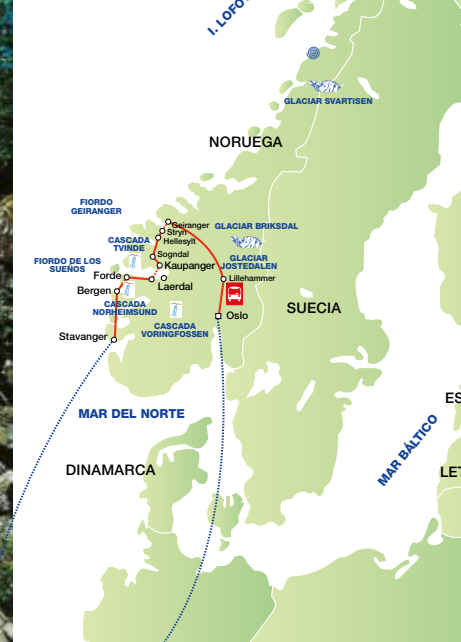 I. LOFO
GLACIAR SVARTISEN
NORUEGA
FIORDO
GEIRANGER
Geiranger
GLACIAR BRIKSDAL
Stryn
CASCADA
TVINDE
Hellesylt
FIORDO DE LOS
SUEÑOS
Sogndal
GLACIAR
JOSTEDALEN
Kaupanger
Forde
Lillehammer
Laerdal
Bergen
CASCADA
NORHEIMSUND
SUECIA
Oslo
CASCADA
VORINGFOSSEN
Stavanger
MAR DEL NORTE
ES
MAR BÁLTICO
DINAMARCA
LET